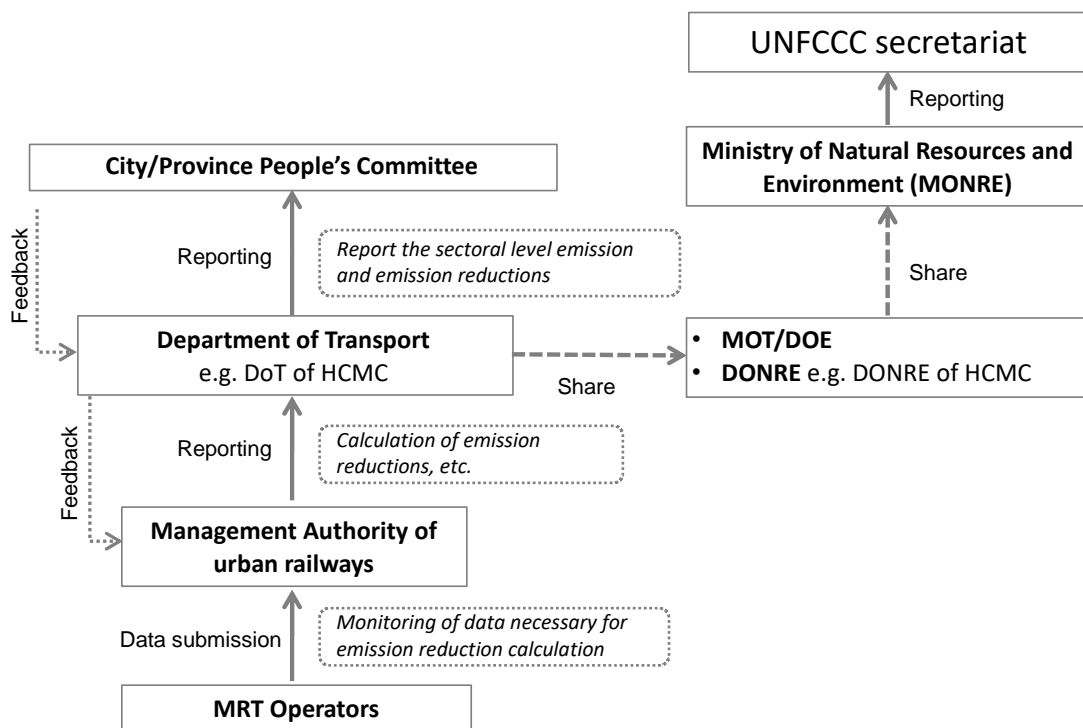 UNFCCC secretariat
Reporting
Ministry of Natural Resources and
Environment (MONRE)
City/Province People’s Committee
Feedback
Reporting
Report the sectoral level emission
and emission reductions
Share
Department of Transport
e.g. DoT of HCMC
Share
• MOT/DOE
• DONRE e.g. DONRE of HCMC
Feedback
Reporting
Calculation of emission
reductions, etc.
Management Authority of
urban railways
Data submission
Monitoring of data necessary for
emission reduction calculation
MRT Operators